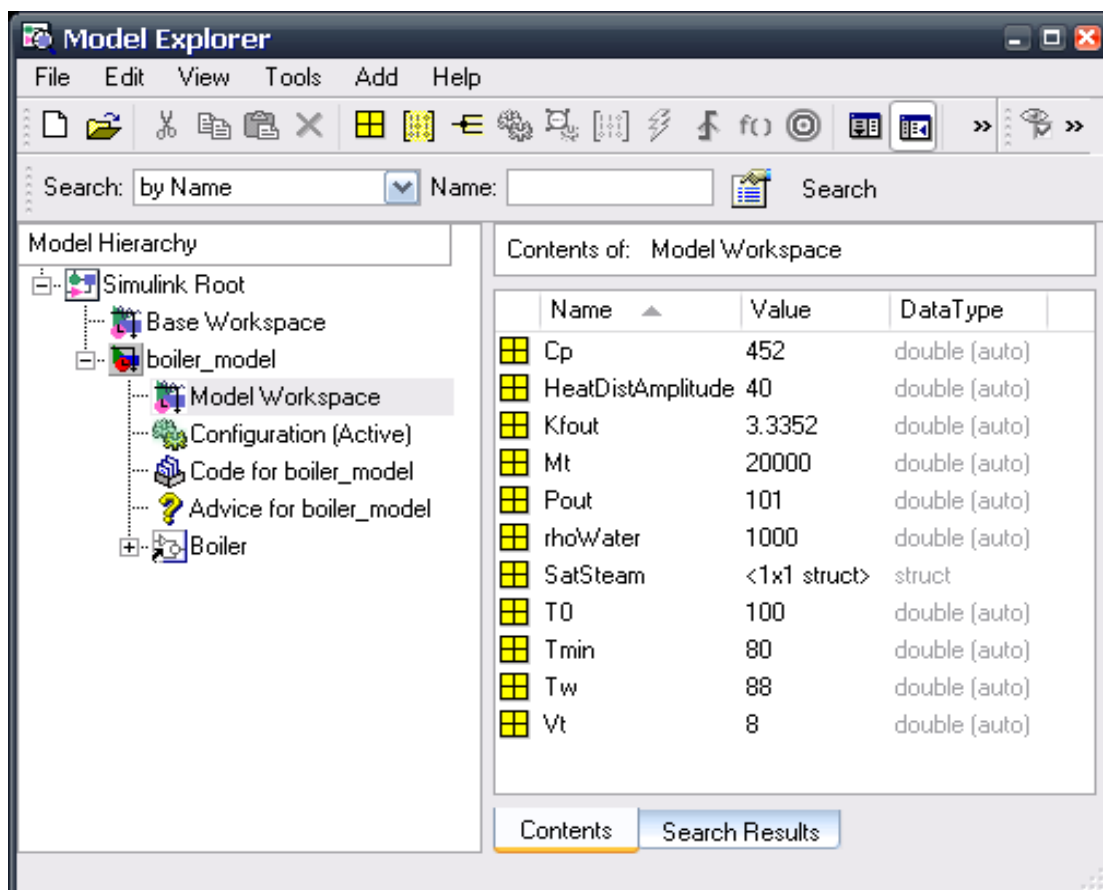 Model Explorer
File Edit View Tools Add Help
f() » »
Search: by Name Name: Search
Model Hierarchy
Simulink Root
Base Workspace
boiler_model
Model Workspace
Configuration (Active)
Code for boiler_model
Advice for boiler_model
Boiler
Contents of: Model Workspace
Name Value DataType
Cp 452 double (auto)
HeatDistAmplitude 40 double (auto)
Kfout 3.3352 double (auto)
Mt 20000 double (auto)
Pout 101 double (auto)
rhoWater 1000 double (auto)
SatSteam <1x1 struct> struct
T0 100 double (auto)
Tmin 80 double (auto)
Tw 88 double (auto)
Vt 8 double (auto)
Contents Search Results